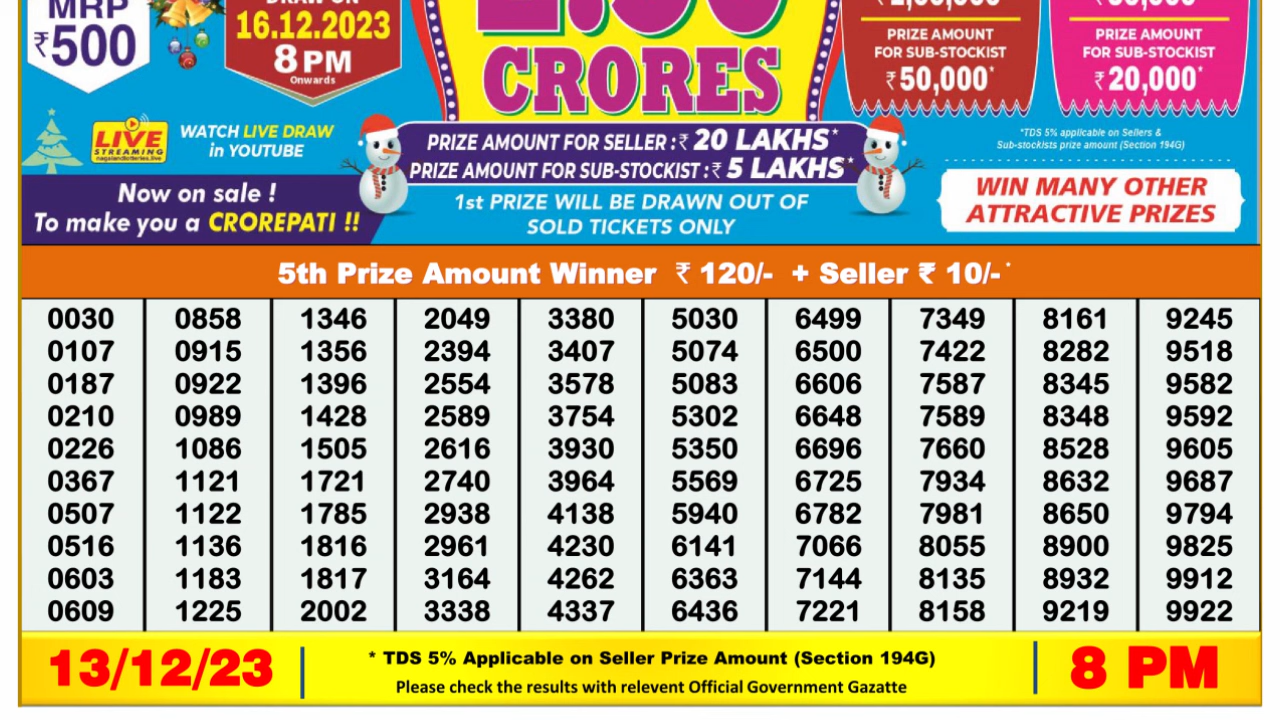 MRP
₹500
DRAW ON
16.12.2023
8 PM
Onwards
CRORES
PRIZE AMOUNT
FOR SUB-STOCKIST
₹ 50,000*
PRIZE AMOUNT
FOR SUB-STOCKIST
₹ 20,000*
LIVE
STREAMING
nagalandlotteries.live
WATCH LIVE DRAW
in YOUTUBE
PRIZE AMOUNT FOR SELLER :₹ 20 LAKHS*
PRIZE AMOUNT FOR SUB-STOCKIST :₹ 5 LAKHS*
*TDS 5% applicable on Sellers &
Sub-stockists prize amount (Section 194G)
Now on sale !
To make you a CROREPATI !!
1st PRIZE WILL BE DRAWN OUT OF
SOLD TICKETS ONLY
WIN MANY OTHER
ATTRACTIVE PRIZES
5th Prize Amount Winner ₹ 120/- + Seller ₹ 10/-*
0030 0858 1346 2049 3380 5030 6499 7349 8161 9245
0107 0915 1356 2394 3407 5074 6500 7422 8282 9518
0187 0922 1396 2554 3578 5083 6606 7587 8345 9582
0210 0989 1428 2589 3754 5302 6648 7589 8348 9592
0226 1086 1505 2616 3930 5350 6696 7660 8528 9605
0367 1121 1721 2740 3964 5569 6725 7934 8632 9687
0507 1122 1785 2938 4138 5940 6782 7981 8650 9794
0516 1136 1816 2961 4230 6141 7066 8055 8900 9825
0603 1183 1817 3164 4262 6363 7144 8135 8932 9912
0609 1225 2002 3338 4337 6436 7221 8158 9219 9922
13/12/23
* TDS 5% Applicable on Seller Prize Amount (Section 194G)
Please check the results with relevent Official Government Gazatte
8 PM